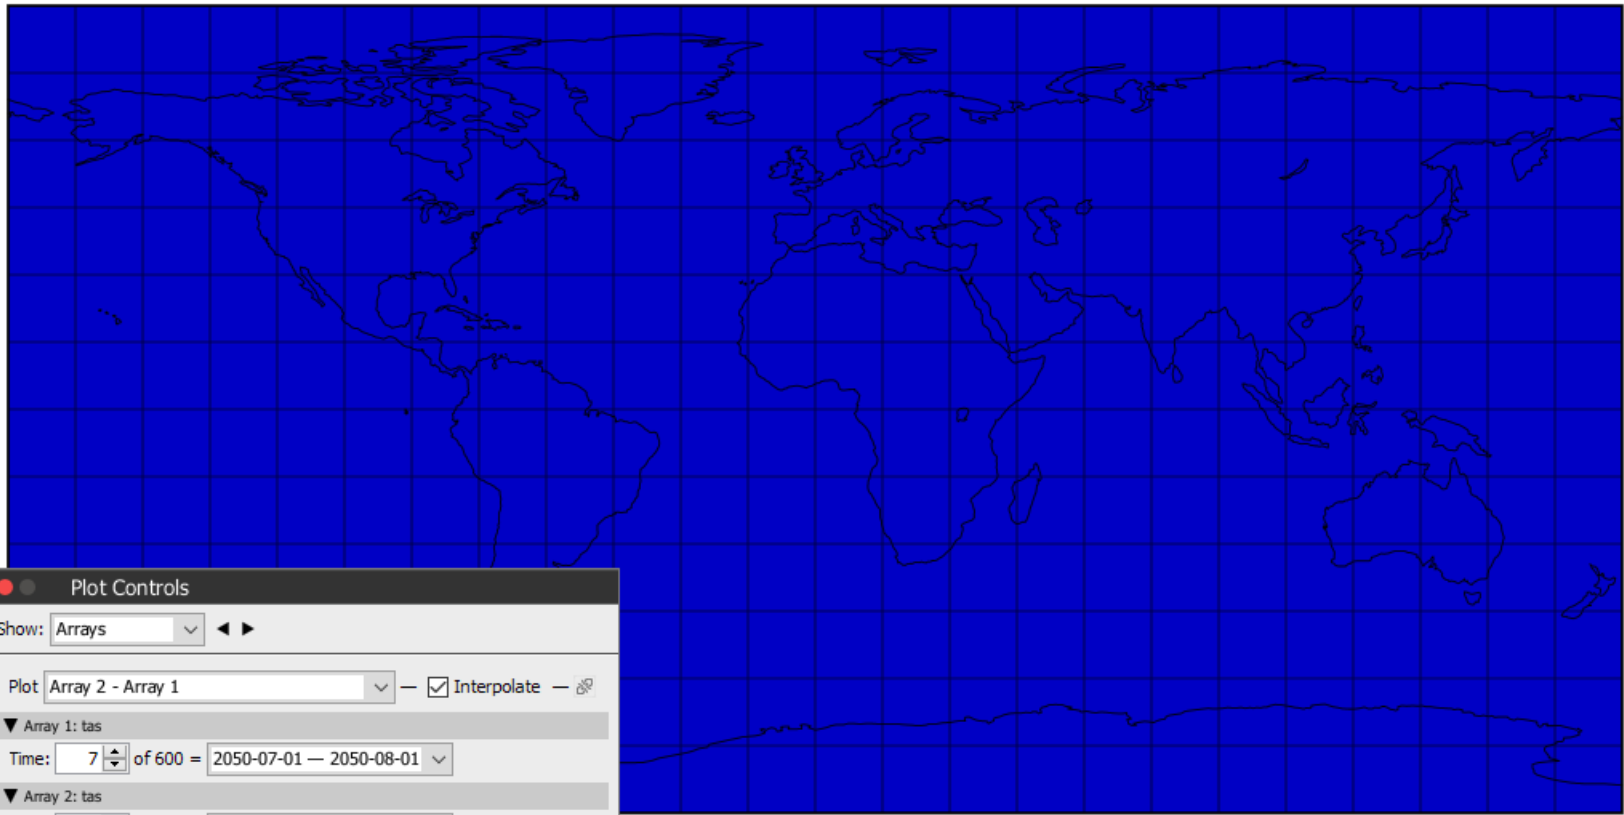 Plot Controls
Show: Arrays
Plot Array 2 - Array 1 Interpolate
Array 1: tas
Time: 7 of 600 = 2050-07-01 — 2050-08-01
Array 2: tas